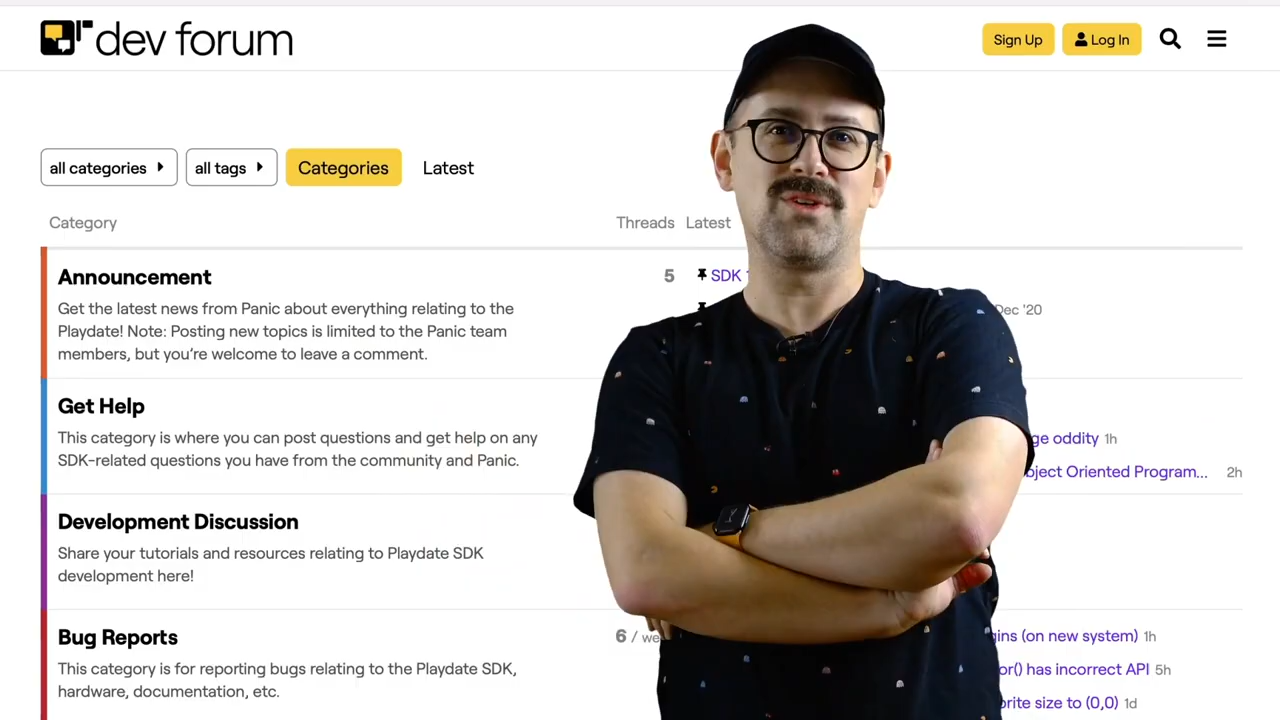 dev forum
Sign Up
Log In
all categories
all tags
Categories
Latest
Category
Threads
Latest
Announcement
5
SDK
Get the latest news from Panic about everything relating to the
Playdate! Note: Posting new topics is limited to the Panic team
members, but you're welcome to leave a comment.
Dec '20
Get Help
This category is where you can post questions and get help on any
SDK-related questions you have from the community and Panic.
ge oddity 1h
bject Oriented Program... 2h
Development Discussion
Share your tutorials and resources relating to Playdate SDK
development here!
Bug Reports
6 / we
This category is for reporting bugs relating to the Playdate SDK,
hardware, documentation, etc.
gins (on new system) 1h
or() has incorrect API 5h
rite size to (0,0) 1d